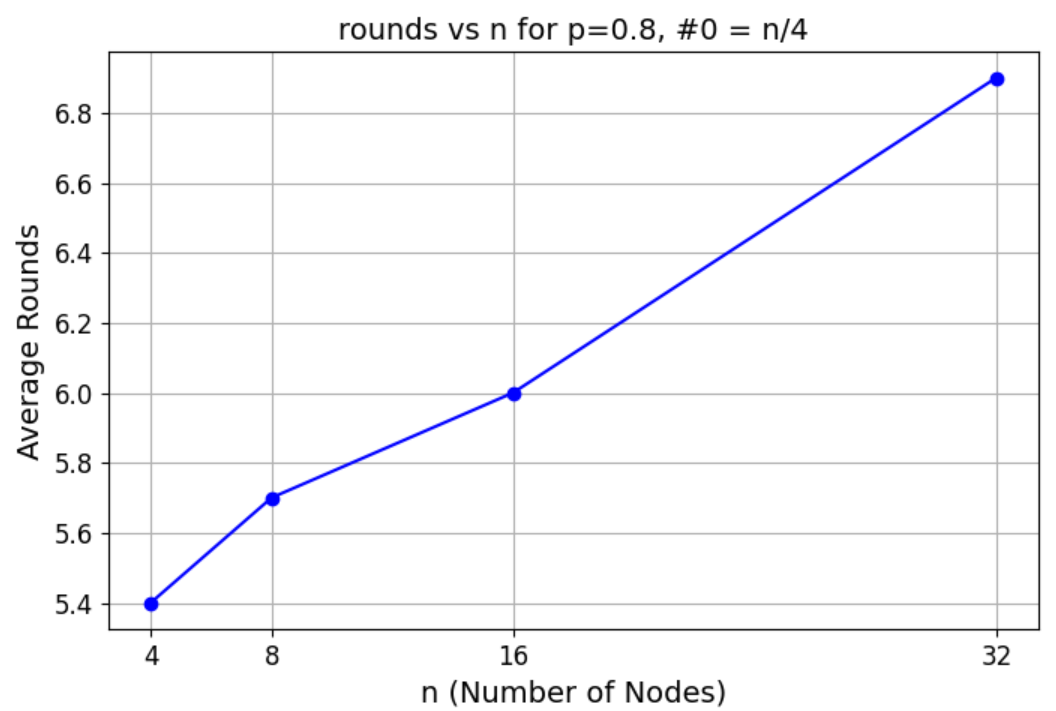 rounds vs n for p=0.8, #0 = n/4
Average Rounds
6.8
6.6
6.4
6.2
6.0
5.8
5.6
5.4
4 8 16 32
n (Number of Nodes)